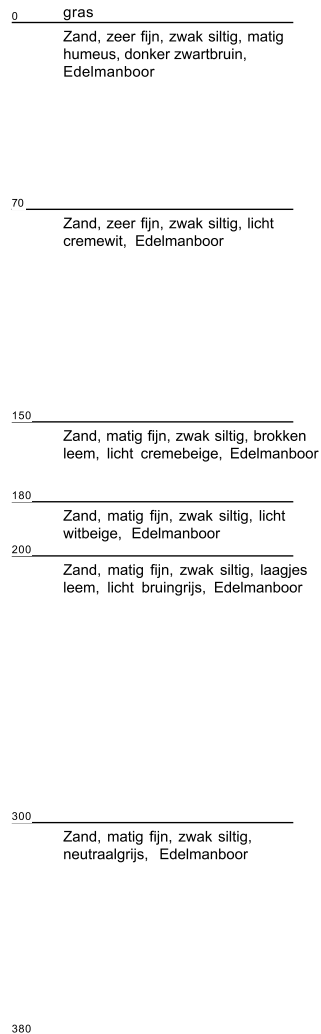 0 gras
Zand, zeer fijn, zwak siltig, matig
humeus, donker zwartbruin,
Edelmanboor
70
Zand, zeer fijn, zwak siltig, licht
cremewit, Edelmanboor
150
Zand, matig fijn, zwak siltig, brokken
leem, licht cremebeige, Edelmanboor
180
Zand, matig fijn, zwak siltig, licht
witbeige, Edelmanboor
200
Zand, matig fijn, zwak siltig, laagjes
leem, licht bruingrijs, Edelmanboor
300
Zand, matig fijn, zwak siltig,
neutraalgrijs, Edelmanboor
380